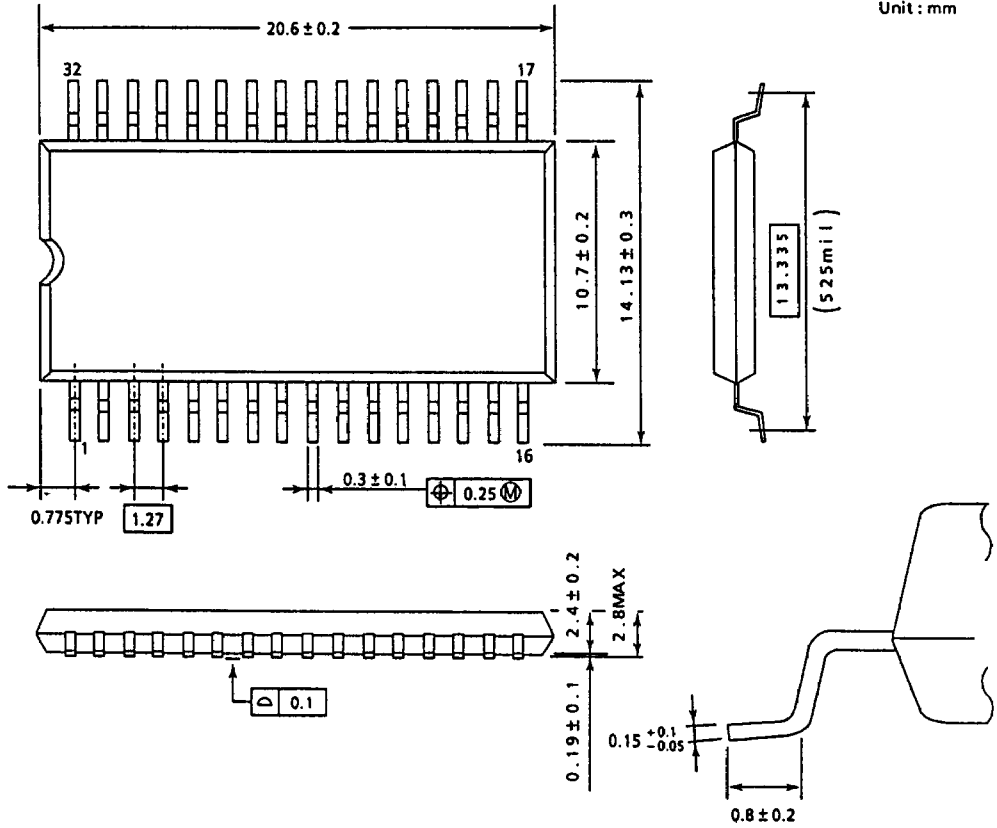 Unit : mm
20.6 ± 0.2
32
17
10.7 ± 0.2
14.13 ± 0.3
13.335
(525mil)
1
16
0.775TYP
1.27
0.3 ± 0.1
0.25 Ⓜ
2.4 ± 0.2
2.8MAX
0.1
0.19 ± 0.1
0.15 +0.1 -0.05
0.8 ± 0.2